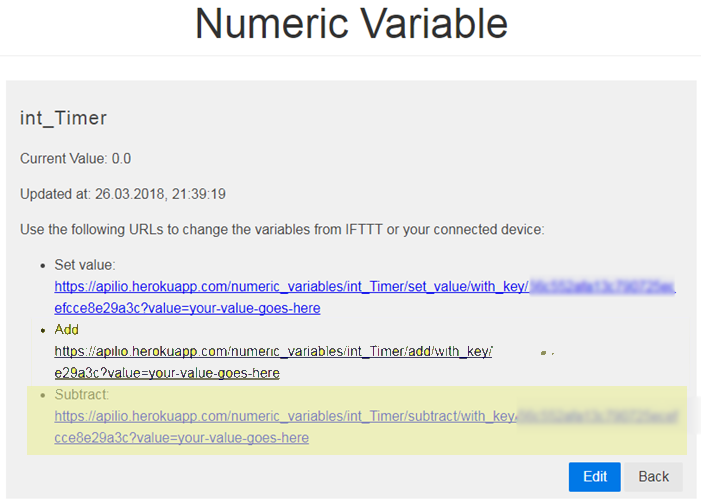 Numeric Variable
int_Timer
Current Value: 0.0
Updated at: 26.03.2018, 21:39:19
Use the following URLs to change the variables from IFTTT or your connected device:
• Set value:
https://apilio.herokuapp.com/numeric_variables/int_Timer/set_value/with_key/
efcce8e29a3c?value=your-value-goes-here
• Add
https://apilio.herokuapp.com/numeric_variables/int_Timer/add/with_key/
e29a3c?value=your-value-goes-here
• Subtract:
https://apilio.herokuapp.com/numeric_variables/int_Timer/subtract/with_key/
cce8e29a3c?value=your-value-goes-here
Edit Back